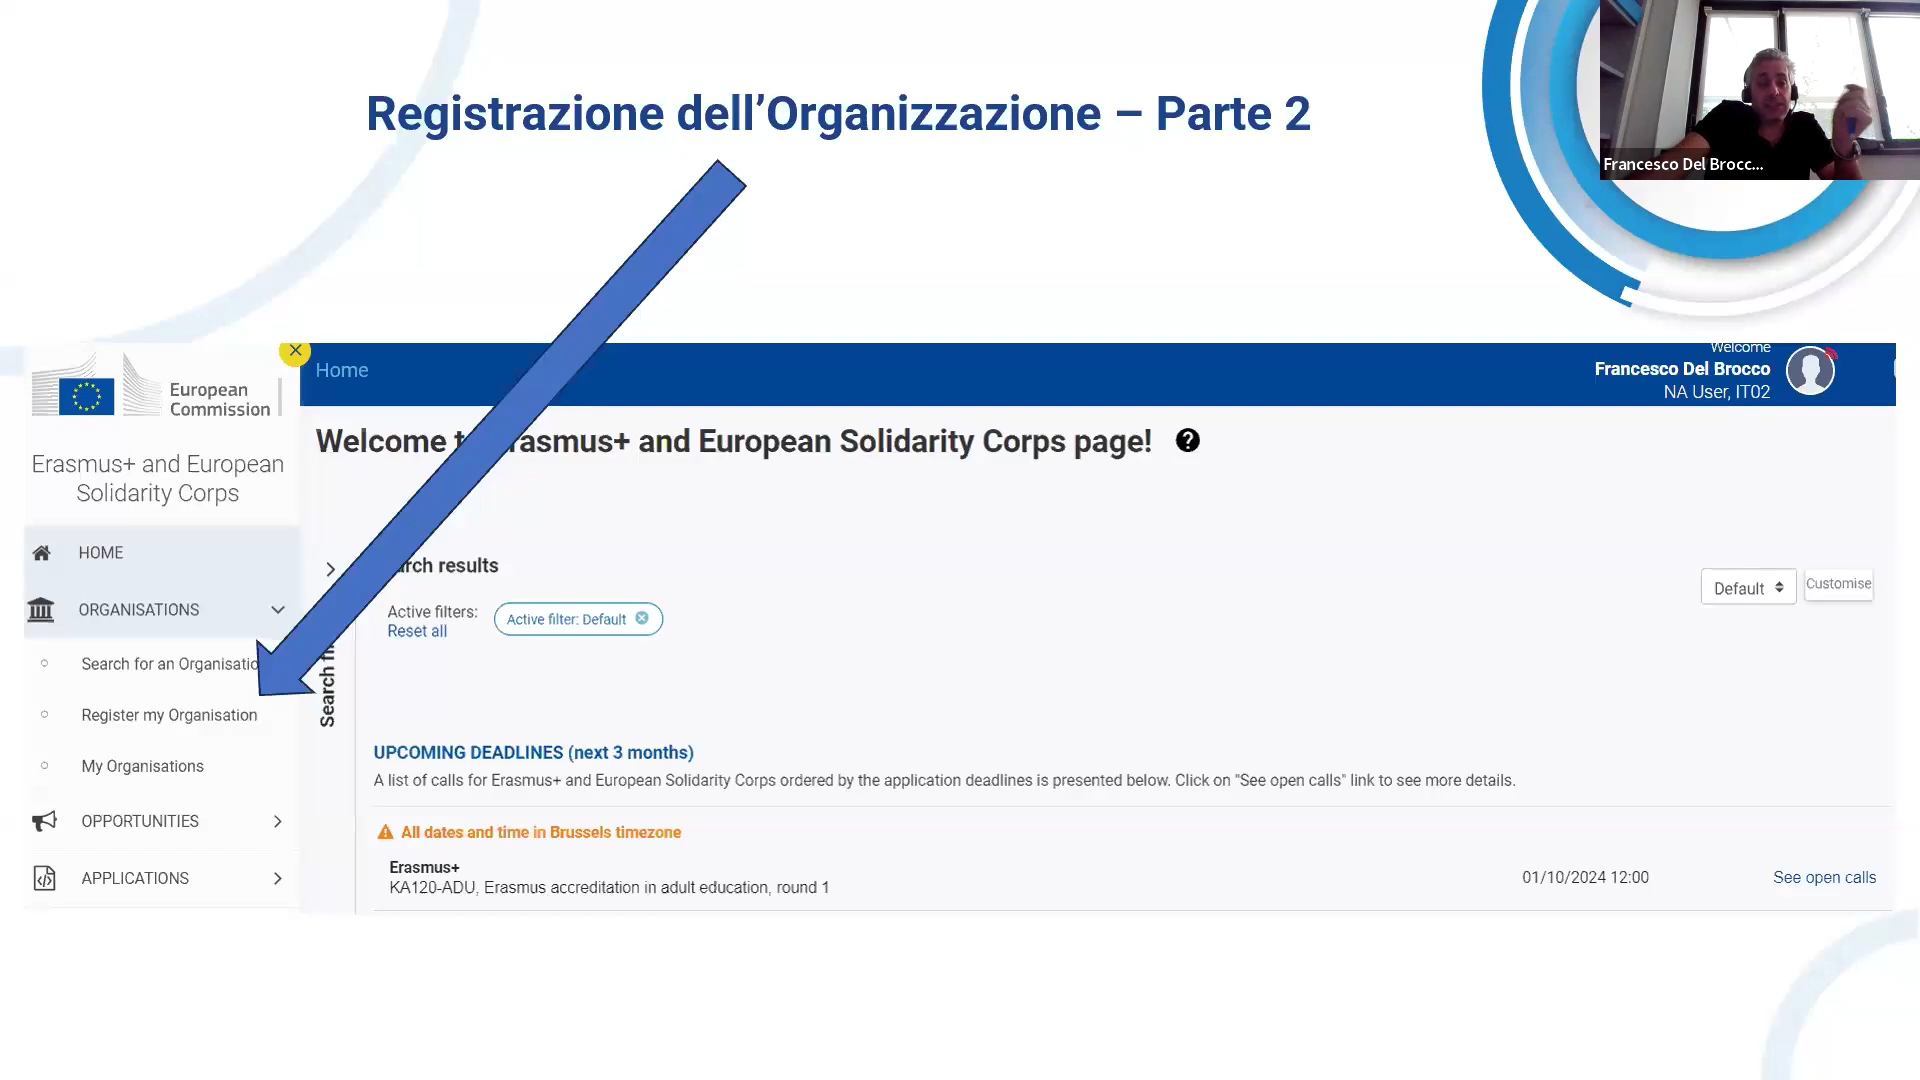 Registrazione dell’Organizzazione – Parte 2
Francesco Del Brocc...
European
Commission
Erasmus+ and European
Solidarity Corps
HOME
ORGANISATIONS
Search for an Organisatio
Register my Organisation
My Organisations
OPPORTUNITIES
APPLICATIONS
Home
Welcome
Francesco Del Brocco
NA User, IT02
Welcome t rasmus+ and European Solidarity Corps page!
Search fi
rch results
Default
Customise
Active filters:
Reset all
Active filter: Default
UPCOMING DEADLINES (next 3 months)
A list of calls for Erasmus+ and European Solidarity Corps ordered by the application deadlines is presented below. Click on "See open calls" link to see more details.
All dates and time in Brussels timezone
Erasmus+
KA120-ADU, Erasmus accreditation in adult education, round 1
01/10/2024 12:00
See open calls